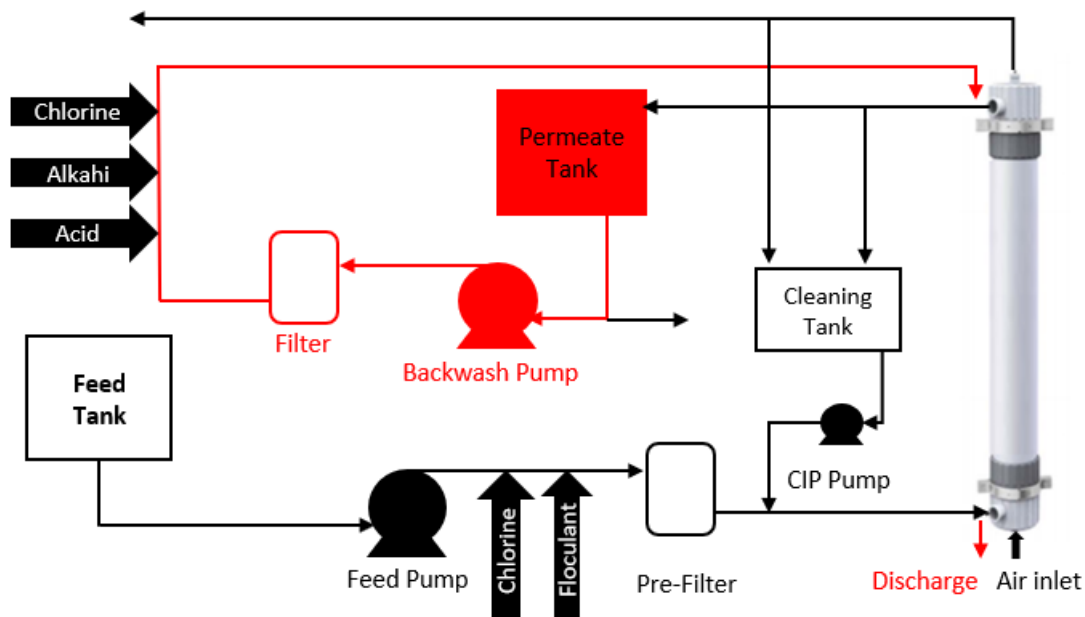 Chlorine
Alkahi
Acid
Permeate
Tank
Filter
Backwash Pump
Cleaning
Tank
Feed
Tank
CIP Pump
Feed Pump
Chlorine
Floculant
Pre-Filter
Discharge
Air inlet